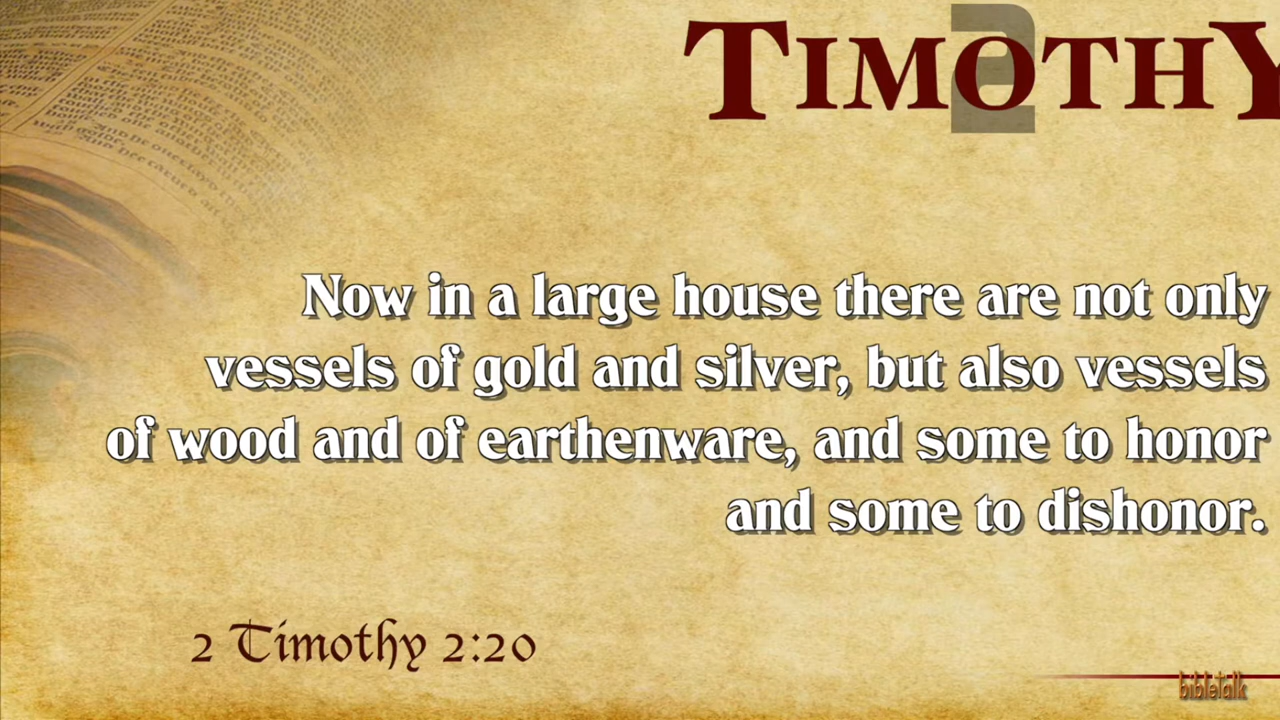 2
TIMOTHY
Now in a large house there are not only
vessels of gold and silver, but also vessels
of wood and of earthenware, and some to honor
and some to dishonor.
2 Timothy 2:20
bibletalk